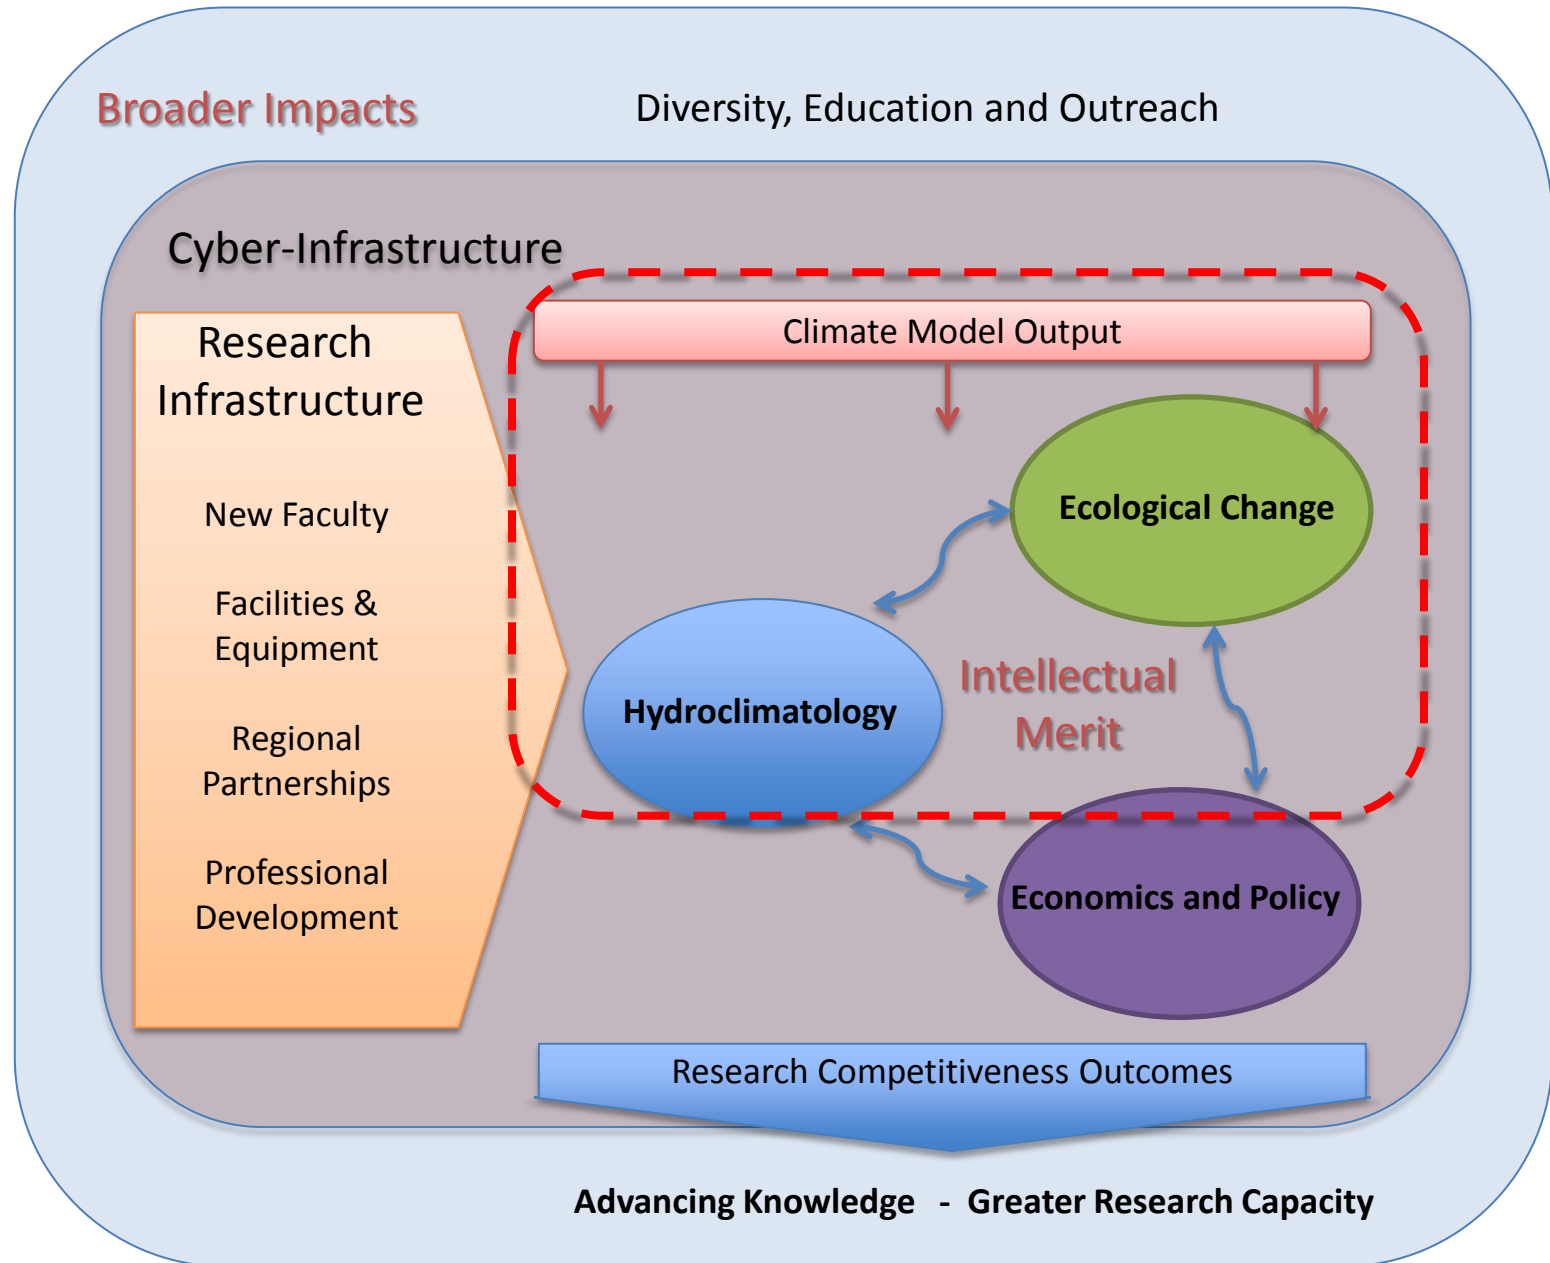 Broader Impacts
Diversity, Education and Outreach
Cyber-Infrastructure
Research
Infrastructure
New Faculty
Facilities &
Equipment
Regional
Partnerships
Professional
Development
Climate Model Output
Ecological Change
Hydroclimatology
Intellectual
Merit
Economics and Policy
Research Competitiveness Outcomes
Advancing Knowledge - Greater Research Capacity